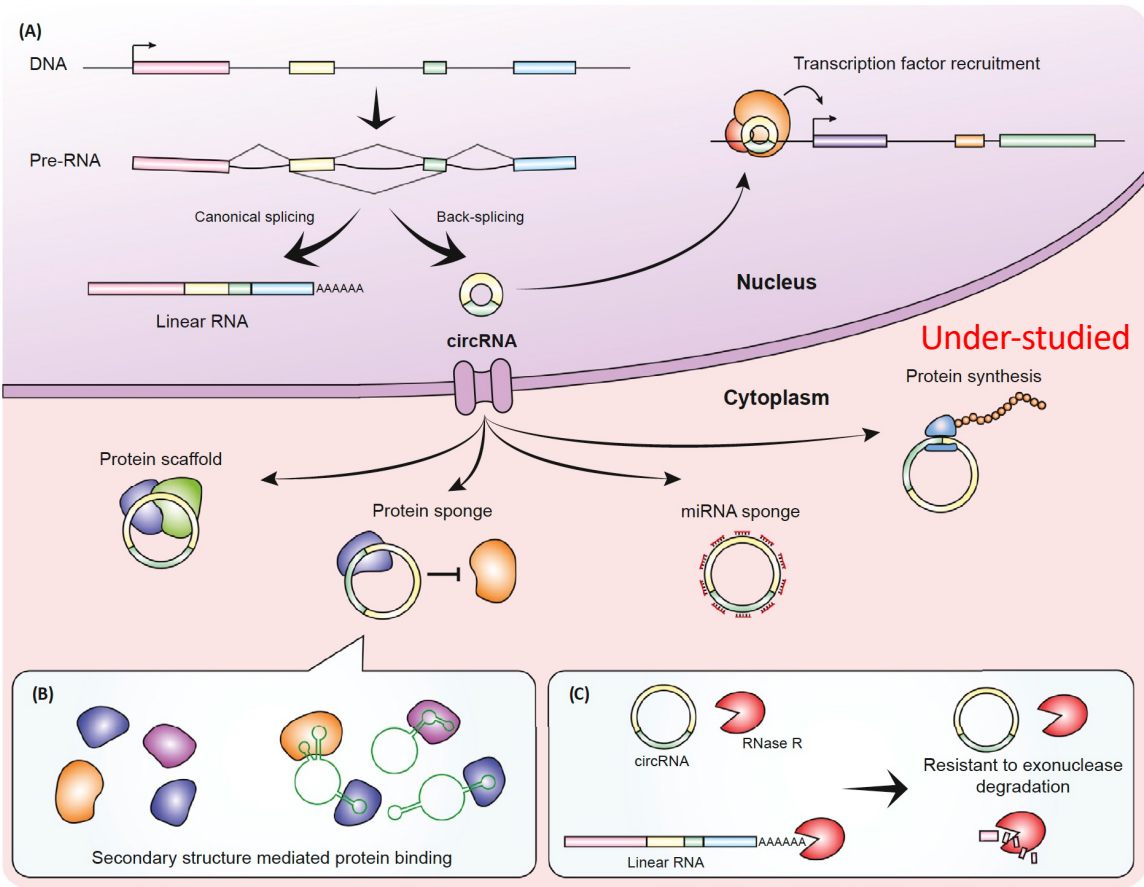 (A)
DNA
Transcription factor recruitment
Pre-RNA
Canonical splicing
Back-splicing
AAAAAA
Linear RNA
circRNA
Nucleus
Under-studied
Cytoplasm
Protein synthesis
Protein scaffold
Protein sponge
miRNA sponge
(B)
Secondary structure mediated protein binding
(C)
RNase R
circRNA
Resistant to exonuclease
degradation
AAAAAA
Linear RNA